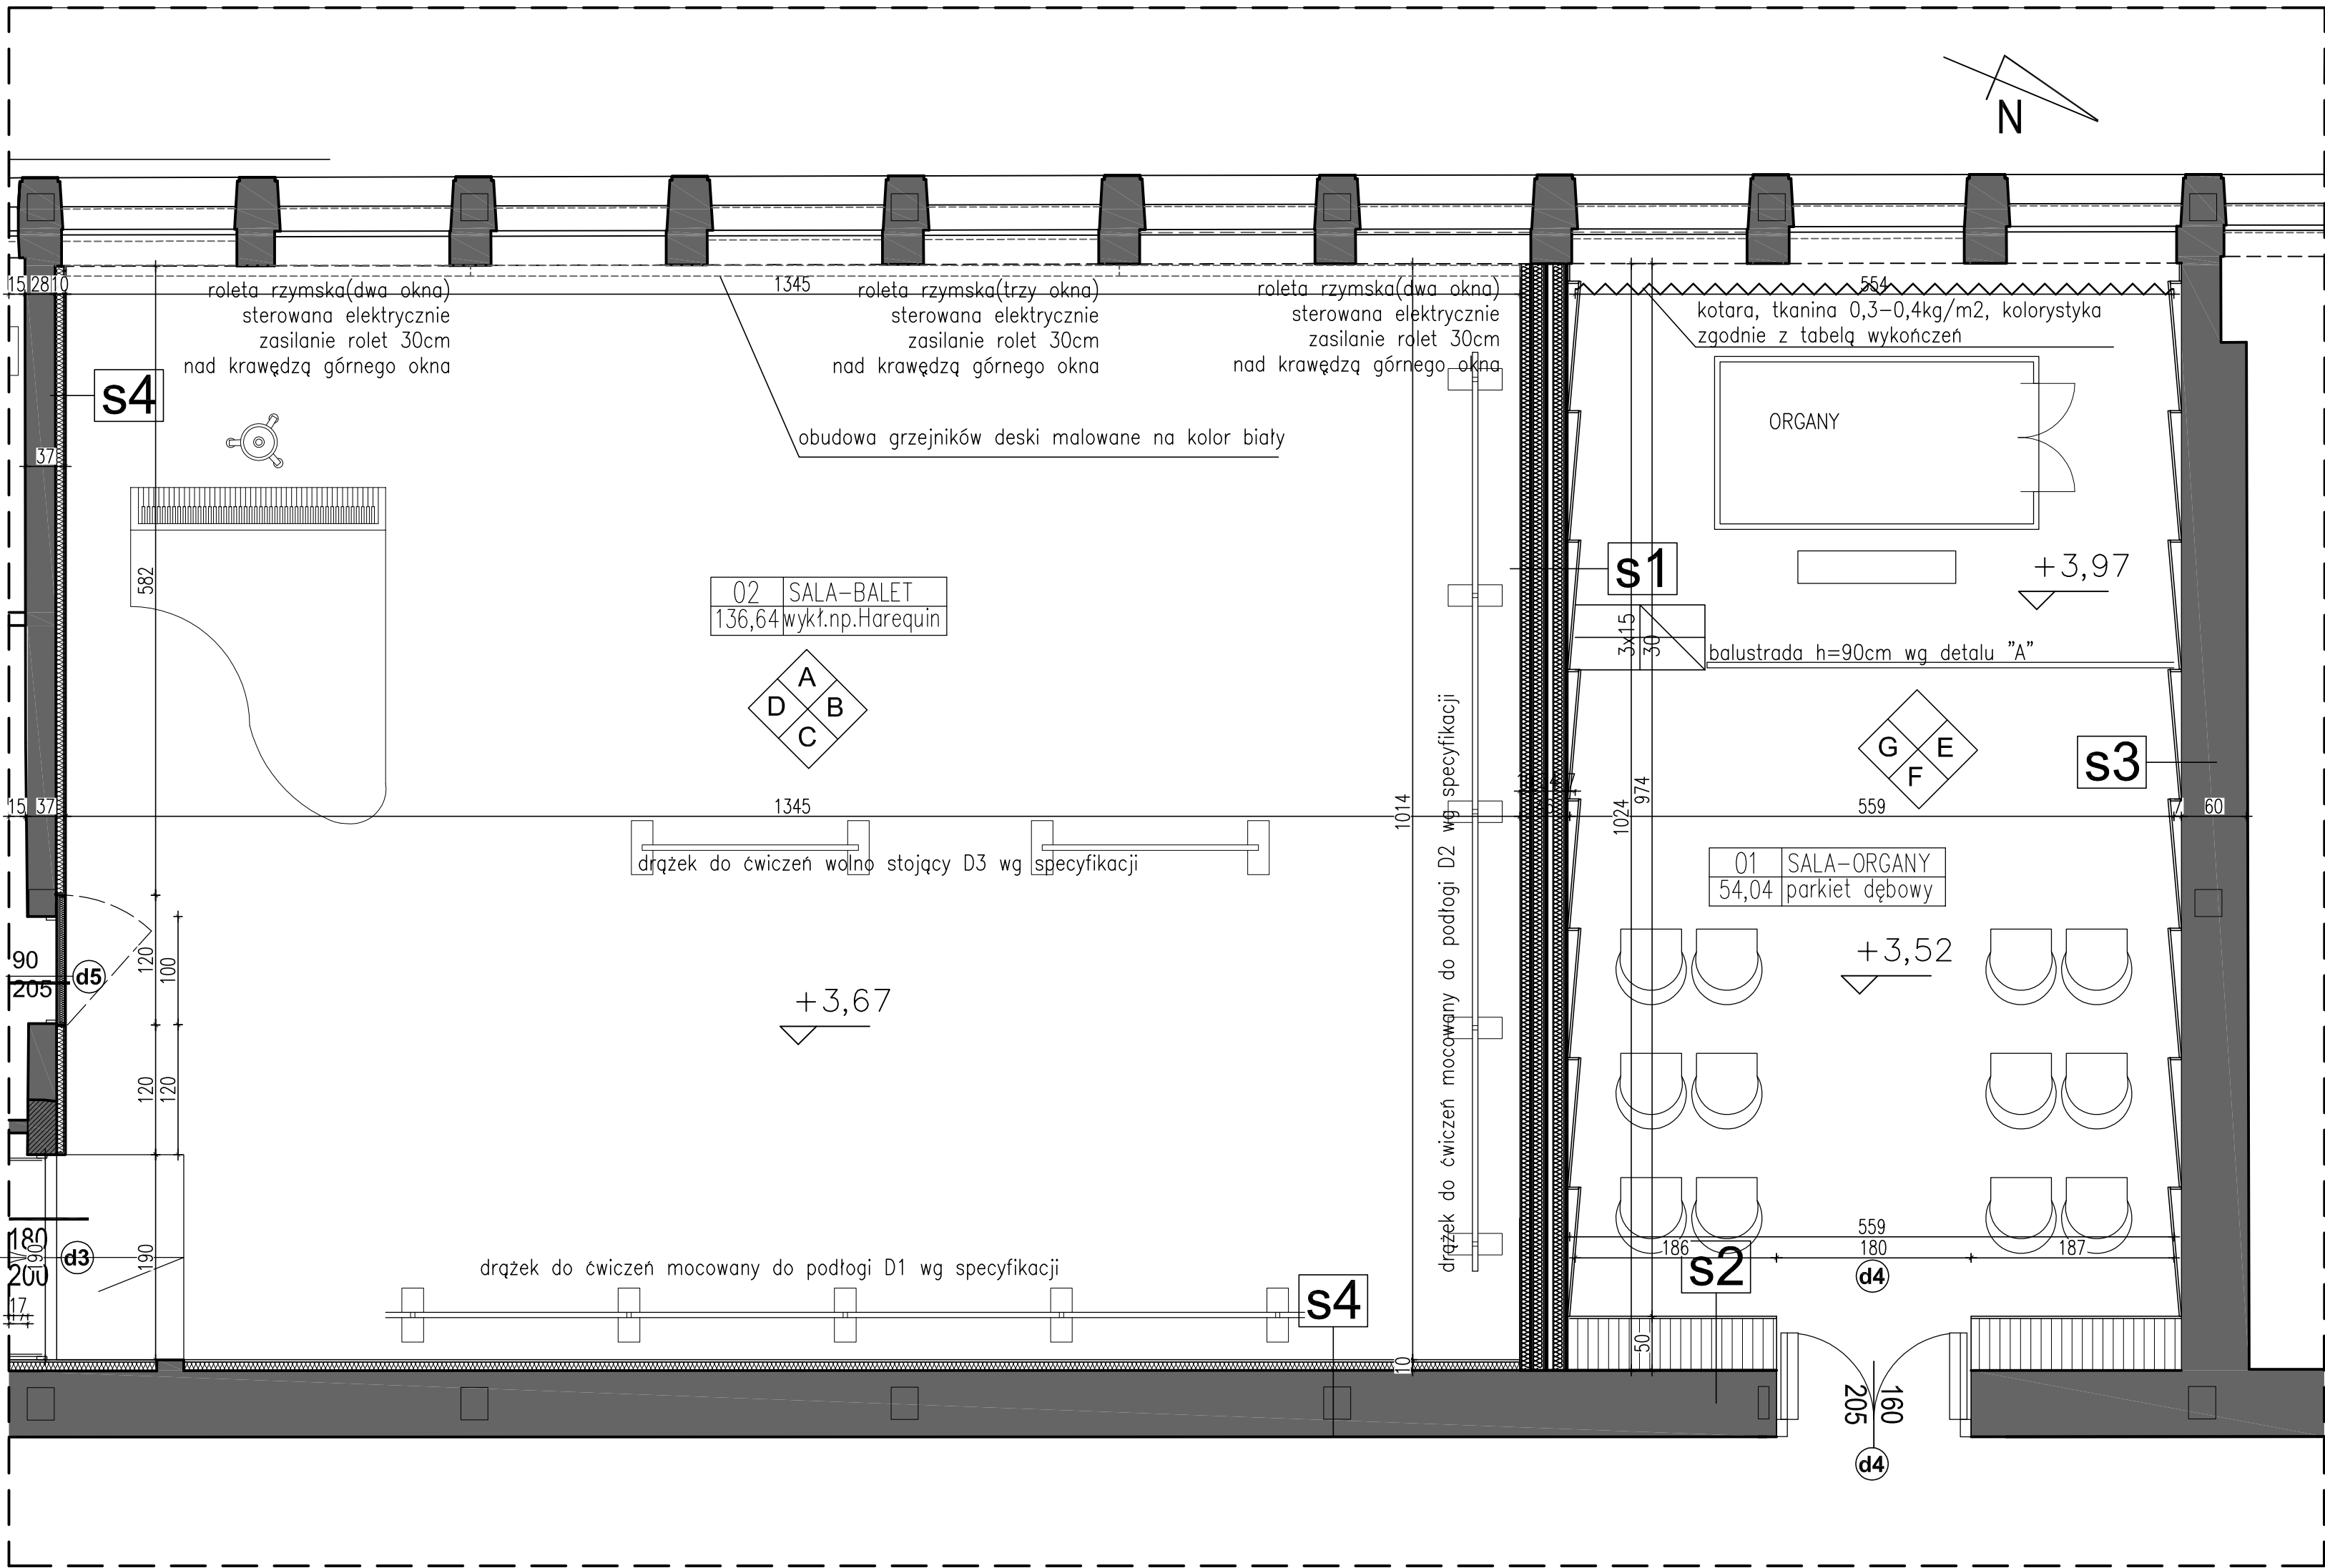 N
15 28 10
1345
554
roleta rzymska(dwa okna)
sterowana elektrycznie
zasilanie rolet 30cm
nad krawędzą górnego okna
roleta rzymska(trzy okna)
sterowana elektrycznie
zasilanie rolet 30cm
nad krawędzą górnego okna
roleta rzymska(dwa okna)
sterowana elektrycznie
zasilanie rolet 30cm
nad krawędzą górnego okna
kotara, tkanina 0,3-0,4kg/m2, kolorystyka
zgodnie z tabelą wykończeń
s4
ORGANY
obudowa grzejników deski malowane na kolor biały
37
s1
+3,97
582
02 SALA-BALET
136,64 wykł.np.Harequin
3x15
30
balustrada h=90cm wg detalu "A"
A
D B
C
G E
F
s3
15 37
1345
1014
1024
974
559
7 60
drążek do ćwiczeń mocowany do podłogi D2 wg specyfikacji
drążek do ćwiczeń wolno stojący D3 wg specyfikacji
01 SALA-ORGANY
54,04 parkiet dębowy
90
205
d5
120
100
+3,67
+3,52
120
120
180
200
190
d3
190
17
drążek do ćwiczeń mocowany do podłogi D1 wg specyfikacji
s4
559
186 180 187
s2
d4
50
10
205
160
d4